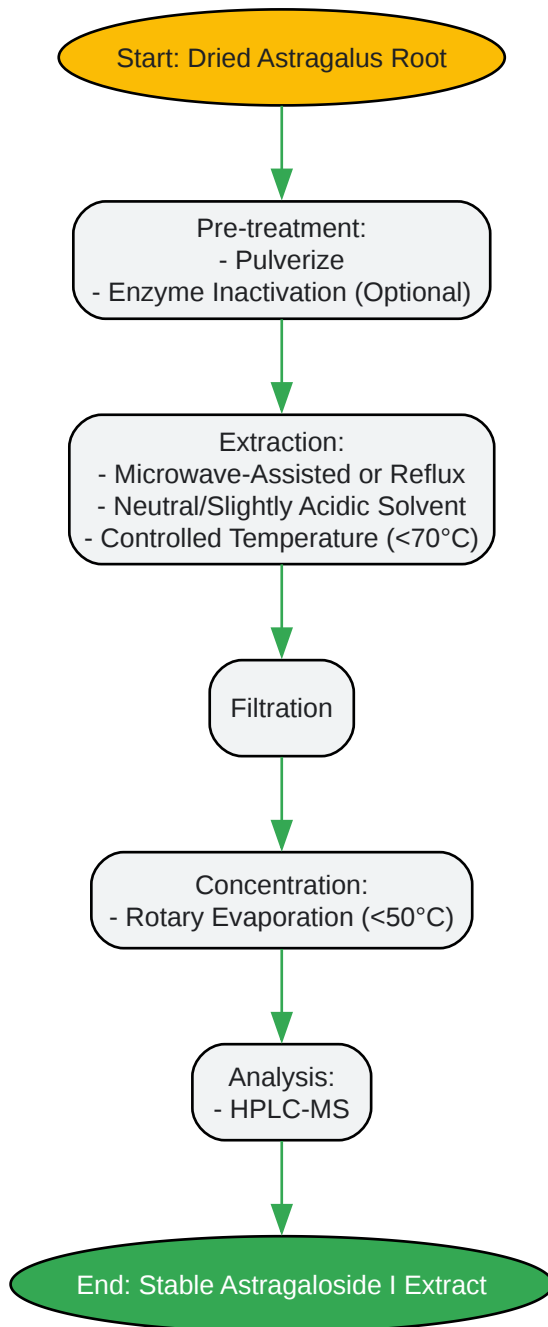 Start: Dried Astragalus Root
Pre-treatment:
- Pulverize
- Enzyme Inactivation (Optional)
Extraction:
- Microwave-Assisted or Reflux
- Neutral/Slightly Acidic Solvent
- Controlled Temperature (<70°C)
Filtration
Concentration:
- Rotary Evaporation (<50°C)
Analysis:
- HPLC-MS
End: Stable Astragaloside I Extract